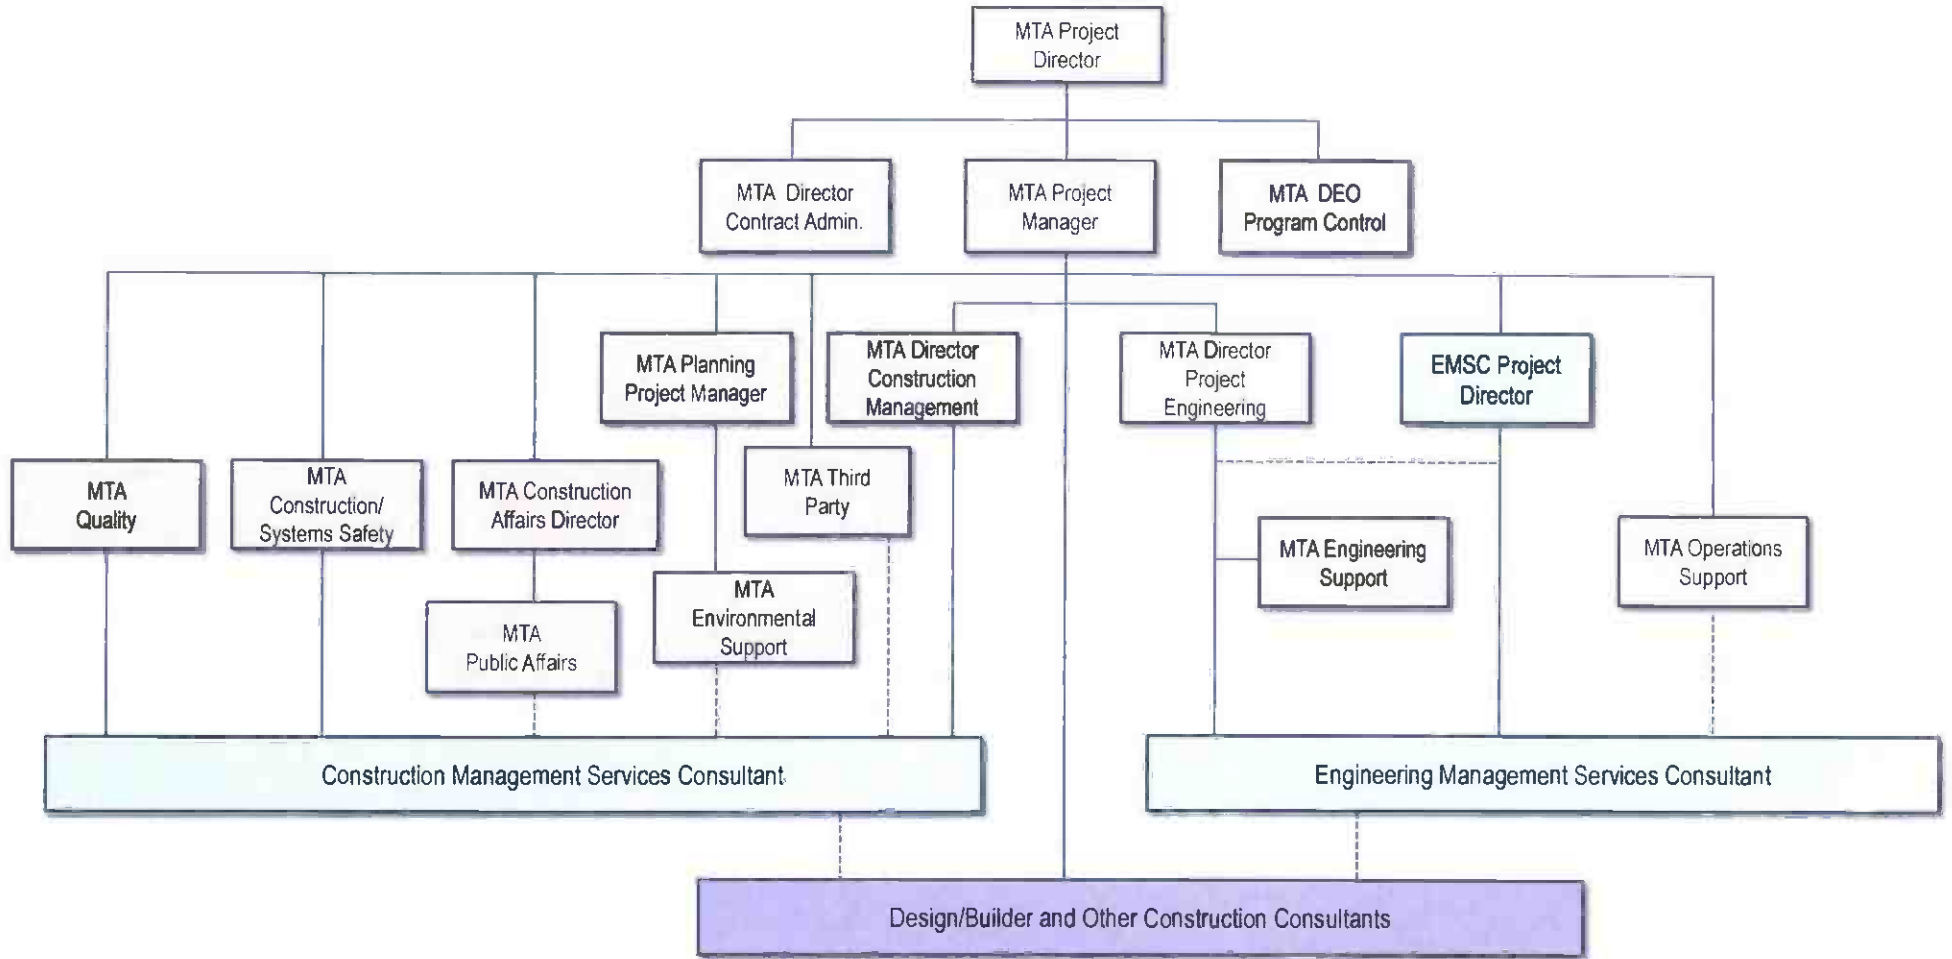 MTA Project
Director
MTA Director
Contract Admin.
MTA Project
Manager
MTA DEO
Program Control
MTA Planning
Project Manager
MTA Director
Construction
Management
MTA Director
Project
Engineering
EMSC Project
Director
MTA
Quality
MTA
Construction/
Systems Safety
MTA Construction
Affairs Director
MTA Third
Party
MTA Engineering
Support
MTA Operations
Support
MTA
Public Affairs
MTA
Environmental
Support
Construction Management Services Consultant
Engineering Management Services Consultant
Design/Builder and Other Construction Consultants